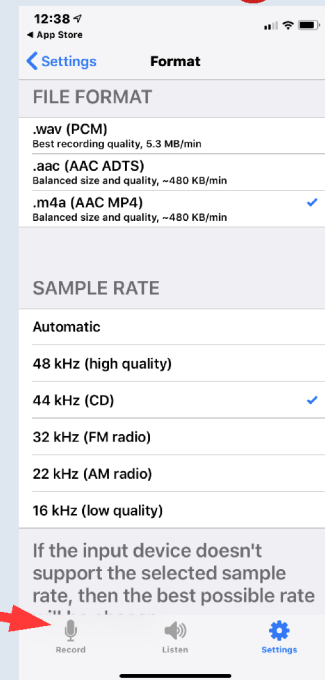 12:38
App Store
Settings
Format
FILE FORMAT
.wav (PCM)
Best recording quality, 5.3 MB/min
.aac (AAC ADTS)
Balanced size and quality, ~480 KB/min
.m4a (AAC MP4)
Balanced size and quality, ~480 KB/min
SAMPLE RATE
Automatic
48 kHz (high quality)
44 kHz (CD)
32 kHz (FM radio)
22 kHz (AM radio)
16 kHz (low quality)
If the input device doesn't
support the selected sample
rate, then the best possible rate
Record
Listen
Settings